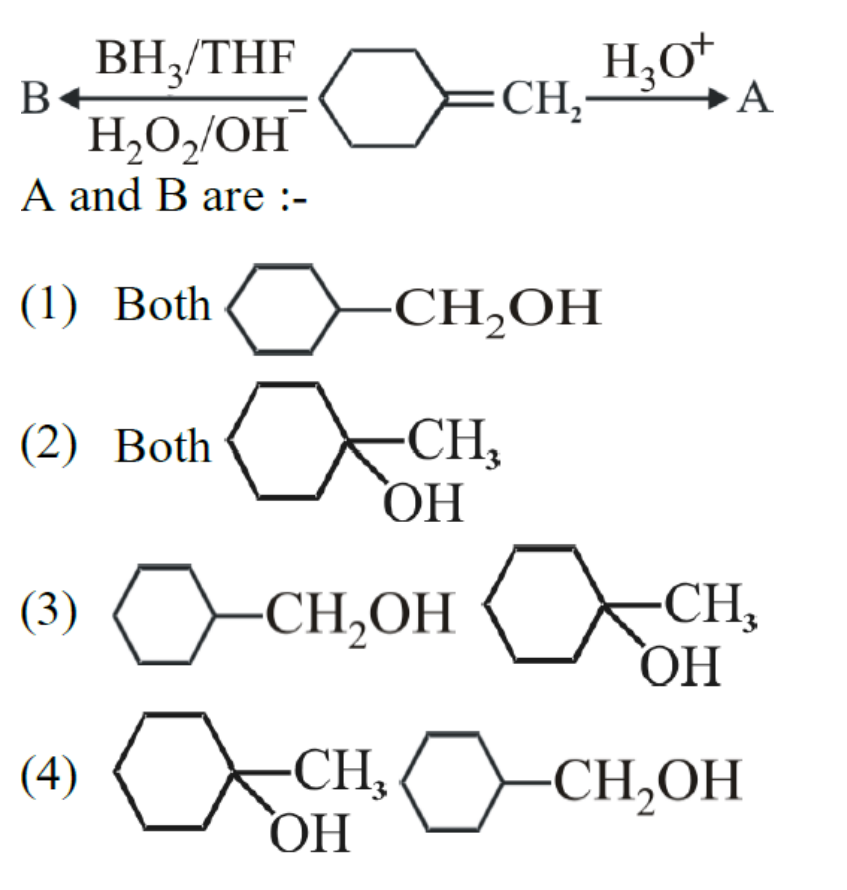 BH₃/THF
H₃O⁺
B
CH₂
A
H₂O₂/OH⁻
A and B are :-
(1) Both CH₂OH
(2) Both CH₃
OH
(3) CH₂OH CH₃
OH
(4) CH₃ CH₂OH
OH